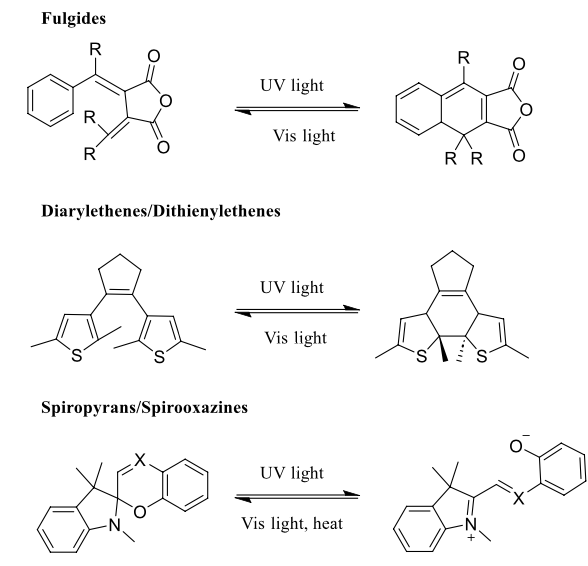 Fulgides
R
O
O
O
R
R
UV light
Vis light
R
O
O
O
R R
Diarylethenes/Dithienylethenes
S
S
UV light
Vis light
S
S
Spiropyrans/Spirooxazines
X
O
N
UV light
Vis light, heat
O−
X
N
+